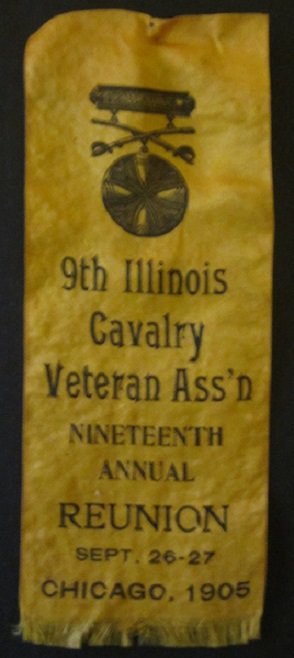 9th Illinois
Cavalry
Veteran Ass'n
NINETEENTH
ANNUAL
REUNION
SEPT. 26-27
CHICAGO, 1905